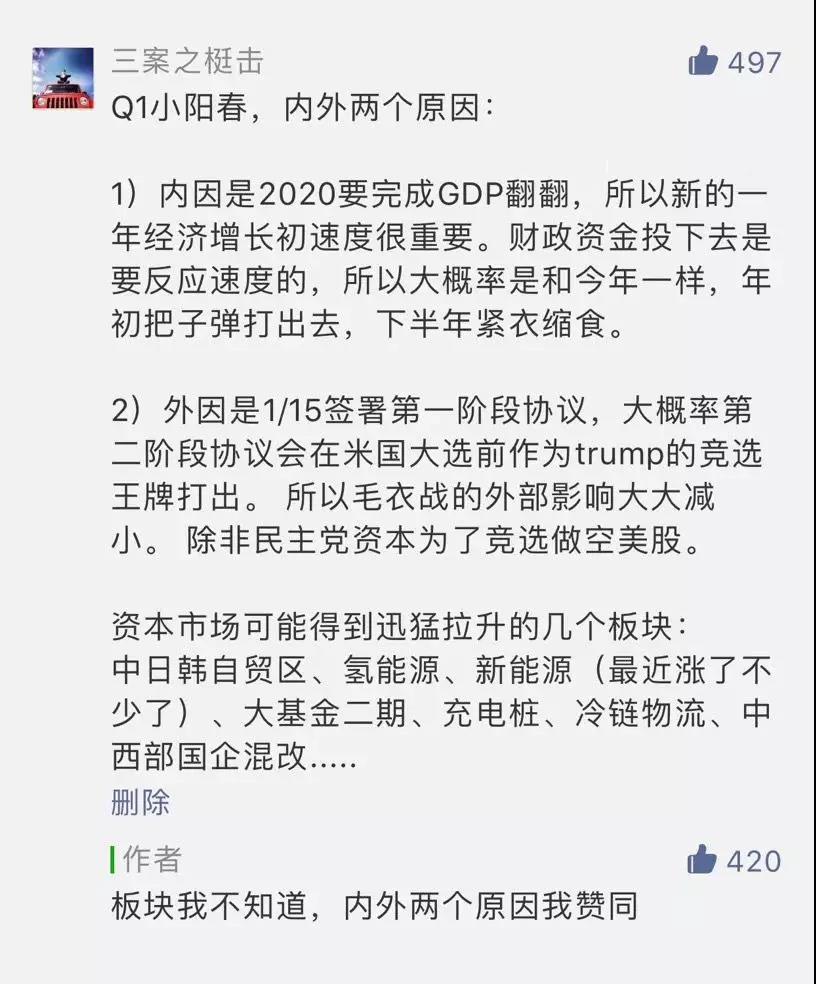 三案之梃击
497
Q1小阳春，内外两个原因：
1）内因是2020要完成GDP翻翻，所以新的一
年经济增长初速度很重要。财政资金投下去是
要反应速度的，所以大概率是和今年一样，年
初把子弹打出去，下半年紧衣缩食。
2）外因是1/15签署第一阶段协议，大概率第
二阶段协议会在米国大选前作为trump的竞选
王牌打出。 所以毛衣战的外部影响大大减
小。 除非民主党资本为了竞选做空美股。
资本市场可能得到迅猛拉升的几个板块：
中日韩自贸区、氢能源、新能源（最近涨了不
少了）、大基金二期、充电桩、冷链物流、中
西部国企混改.....
删除
作者
420
板块我不知道，内外两个原因我赞同